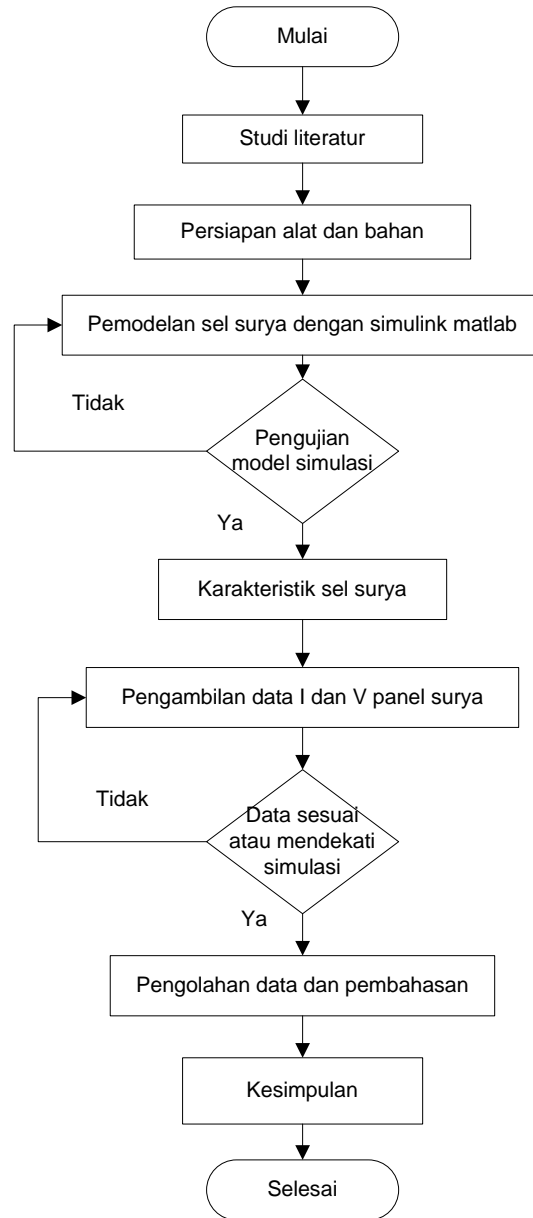 Mulai
Studi literatur
Persiapan alat dan bahan
Pemodelan sel surya dengan simulink matlab
Tidak
Pengujian
model simulasi
Ya
Karakteristik sel surya
Pengambilan data I dan V panel surya
Tidak
Data sesuai
atau mendekati
simulasi
Ya
Pengolahan data dan pembahasan
Kesimpulan
Selesai